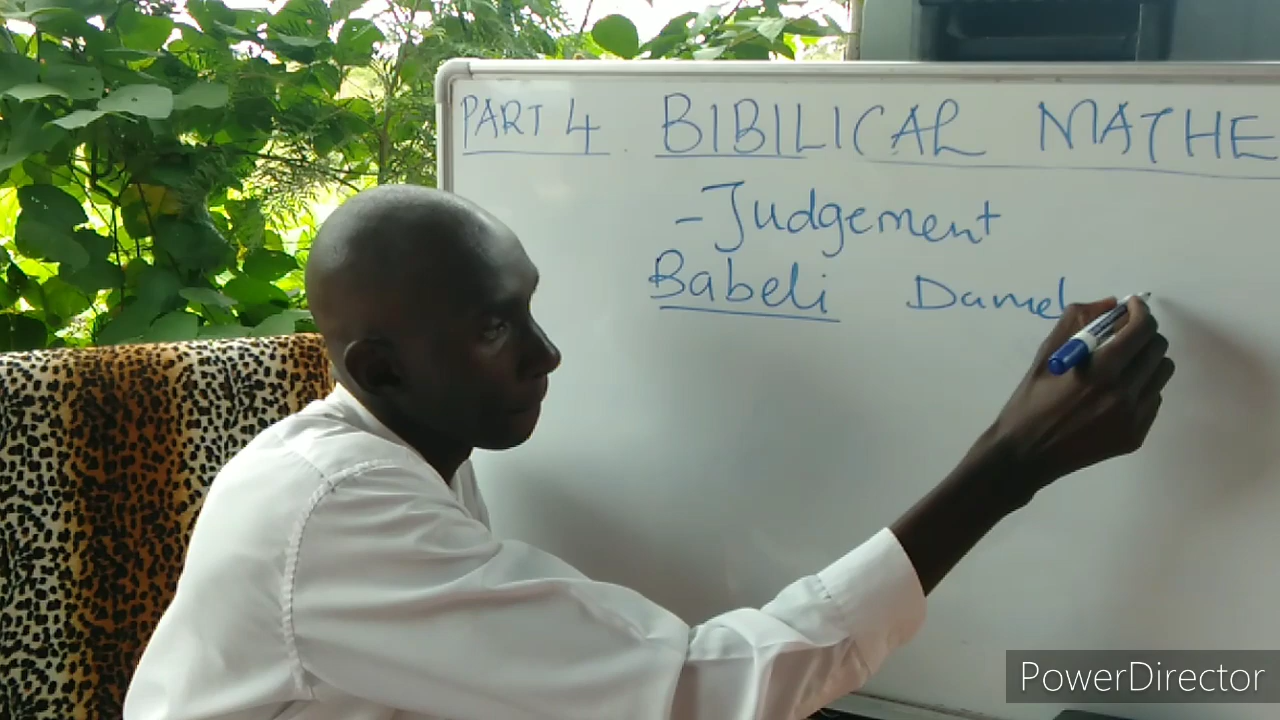 PART 4 BIBILICAL MATHE
- Judgement
Babeli Daniel
PowerDirector